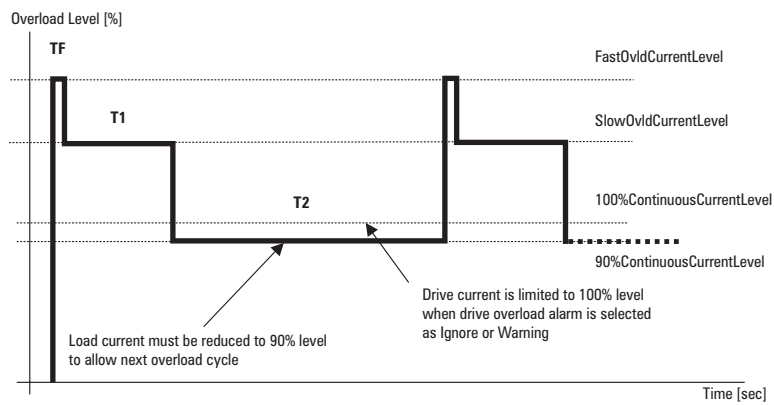 Overload Level [%]
TF
FastOvldCurrentLevel
T1
SlowOvldCurrentLevel
T2
100%ContinuousCurrentLevel
90%ContinuousCurrentLevel
Drive current is limited to 100% level
when drive overload alarm is selected
as Ignore or Warning
Load current must be reduced to 90% level
to allow next overload cycle
Time [sec]